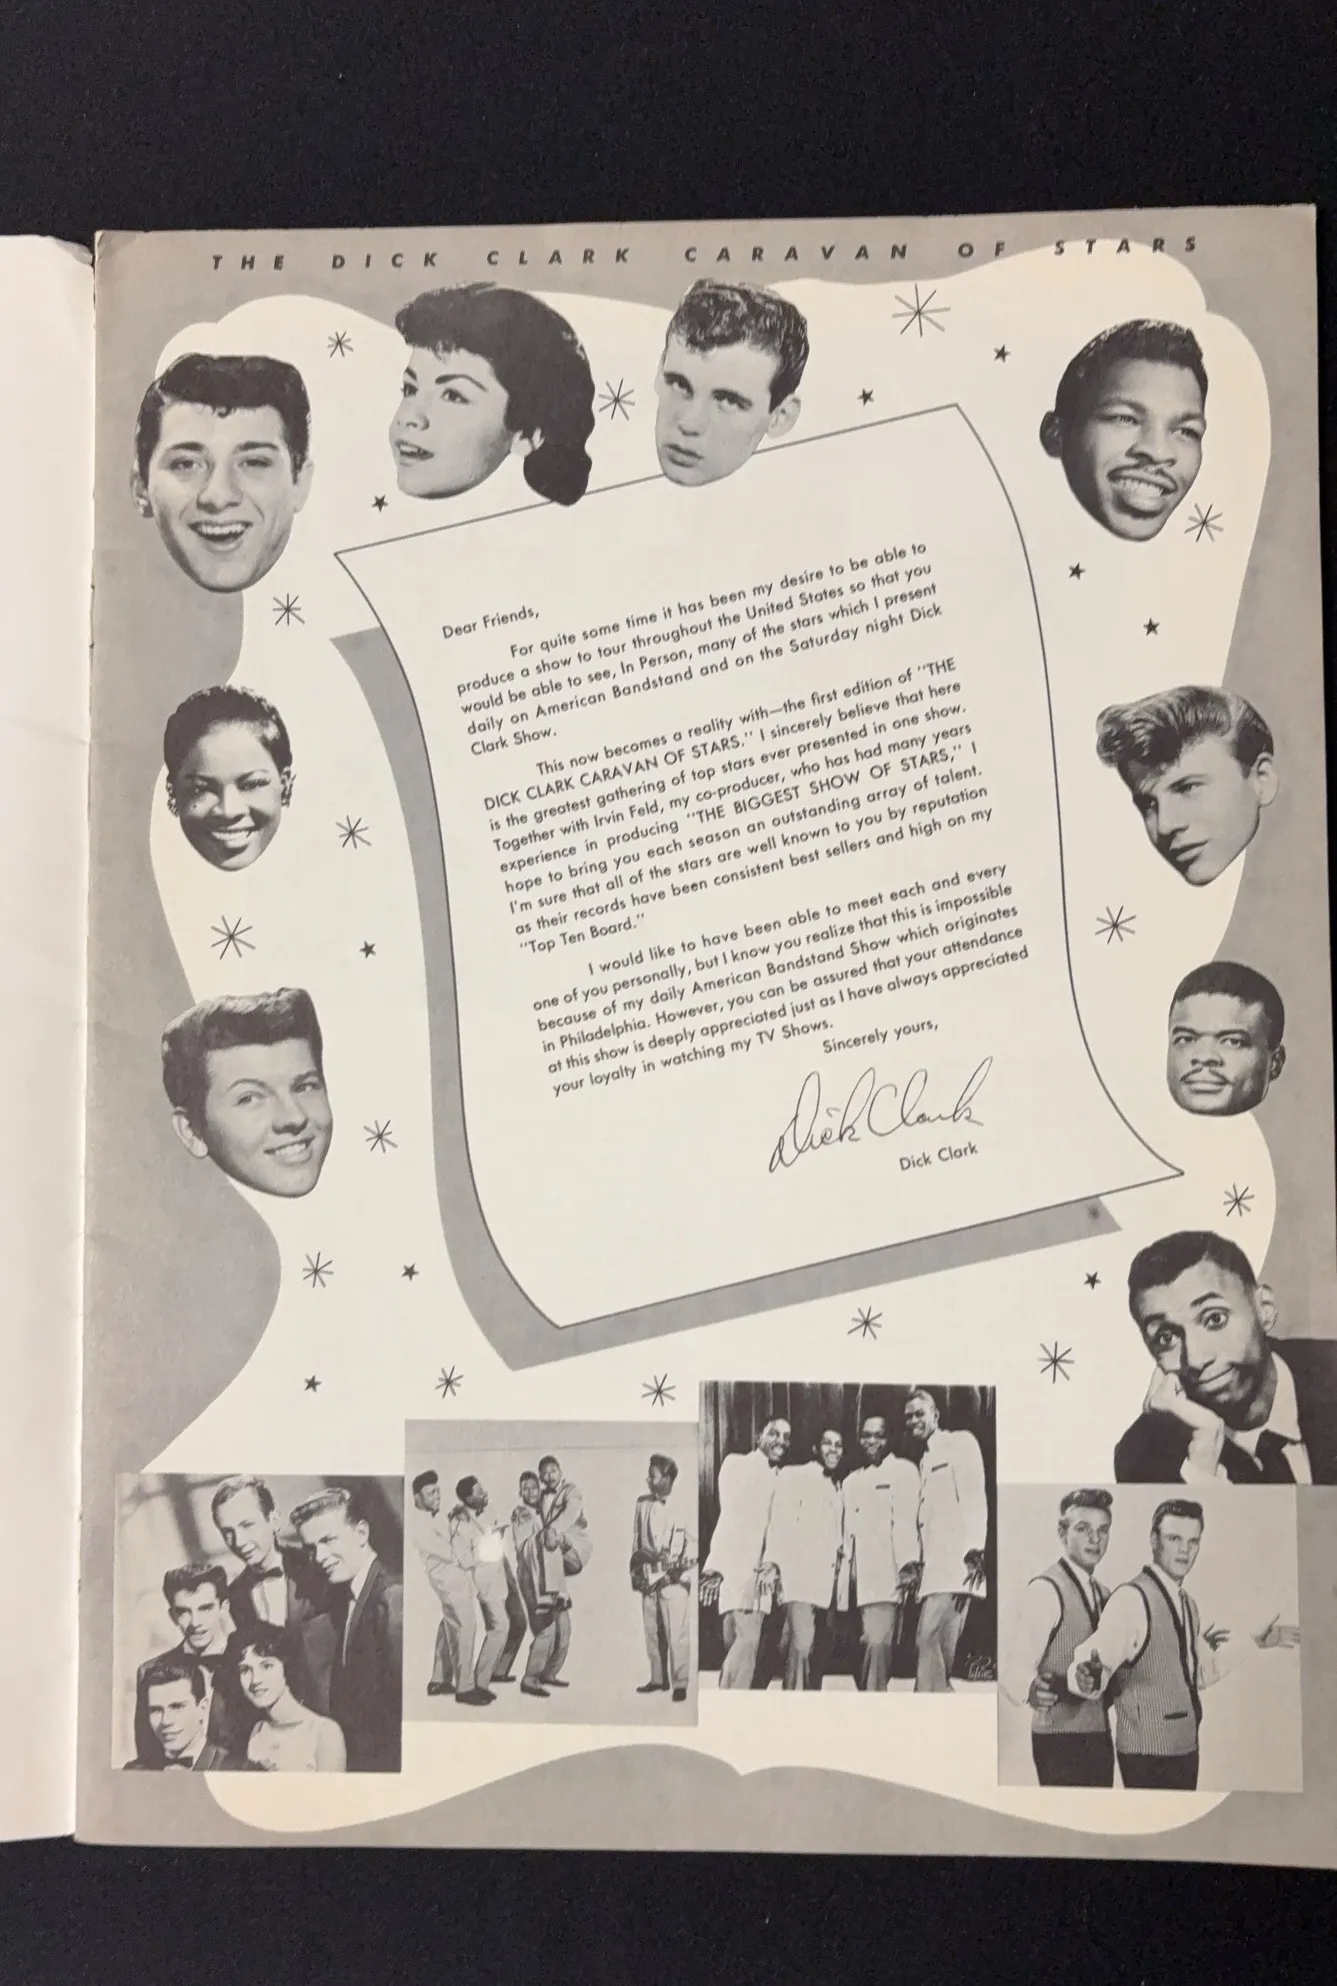 THE DICK CLARK CARAVAN OF STARS
Dear Friends,
For quite some time it has been my desire to be able to
produce a show to tour throughout the United States so that you
would be able to see, In Person, many of the stars which I present
daily on American Bandstand and on the Saturday night Dick
Clark Show.
This now becomes a reality with—the first edition of "THE
DICK CLARK CARAVAN OF STARS." I sincerely believe that here
is the greatest gathering of top stars ever presented in one show.
Together with Irvin Feld, my co-producer, who has had many years
experience in producing "THE BIGGEST SHOW OF STARS," I
hope to bring you each season an outstanding array of talent.
I'm sure that all of the stars are well known to you by reputation
as their records have been consistent best sellers and high on my
"Top Ten Board."
I would like to have been able to meet each and every
one of you personally, but I know you realize that this is impossible
because of my daily American Bandstand Show which originates
in Philadelphia. However, you can be assured that your attendance
at this show is deeply appreciated just as I have always appreciated
your loyalty in watching my TV Shows.
Sincerely yours,
Dick Clark
Dick Clark